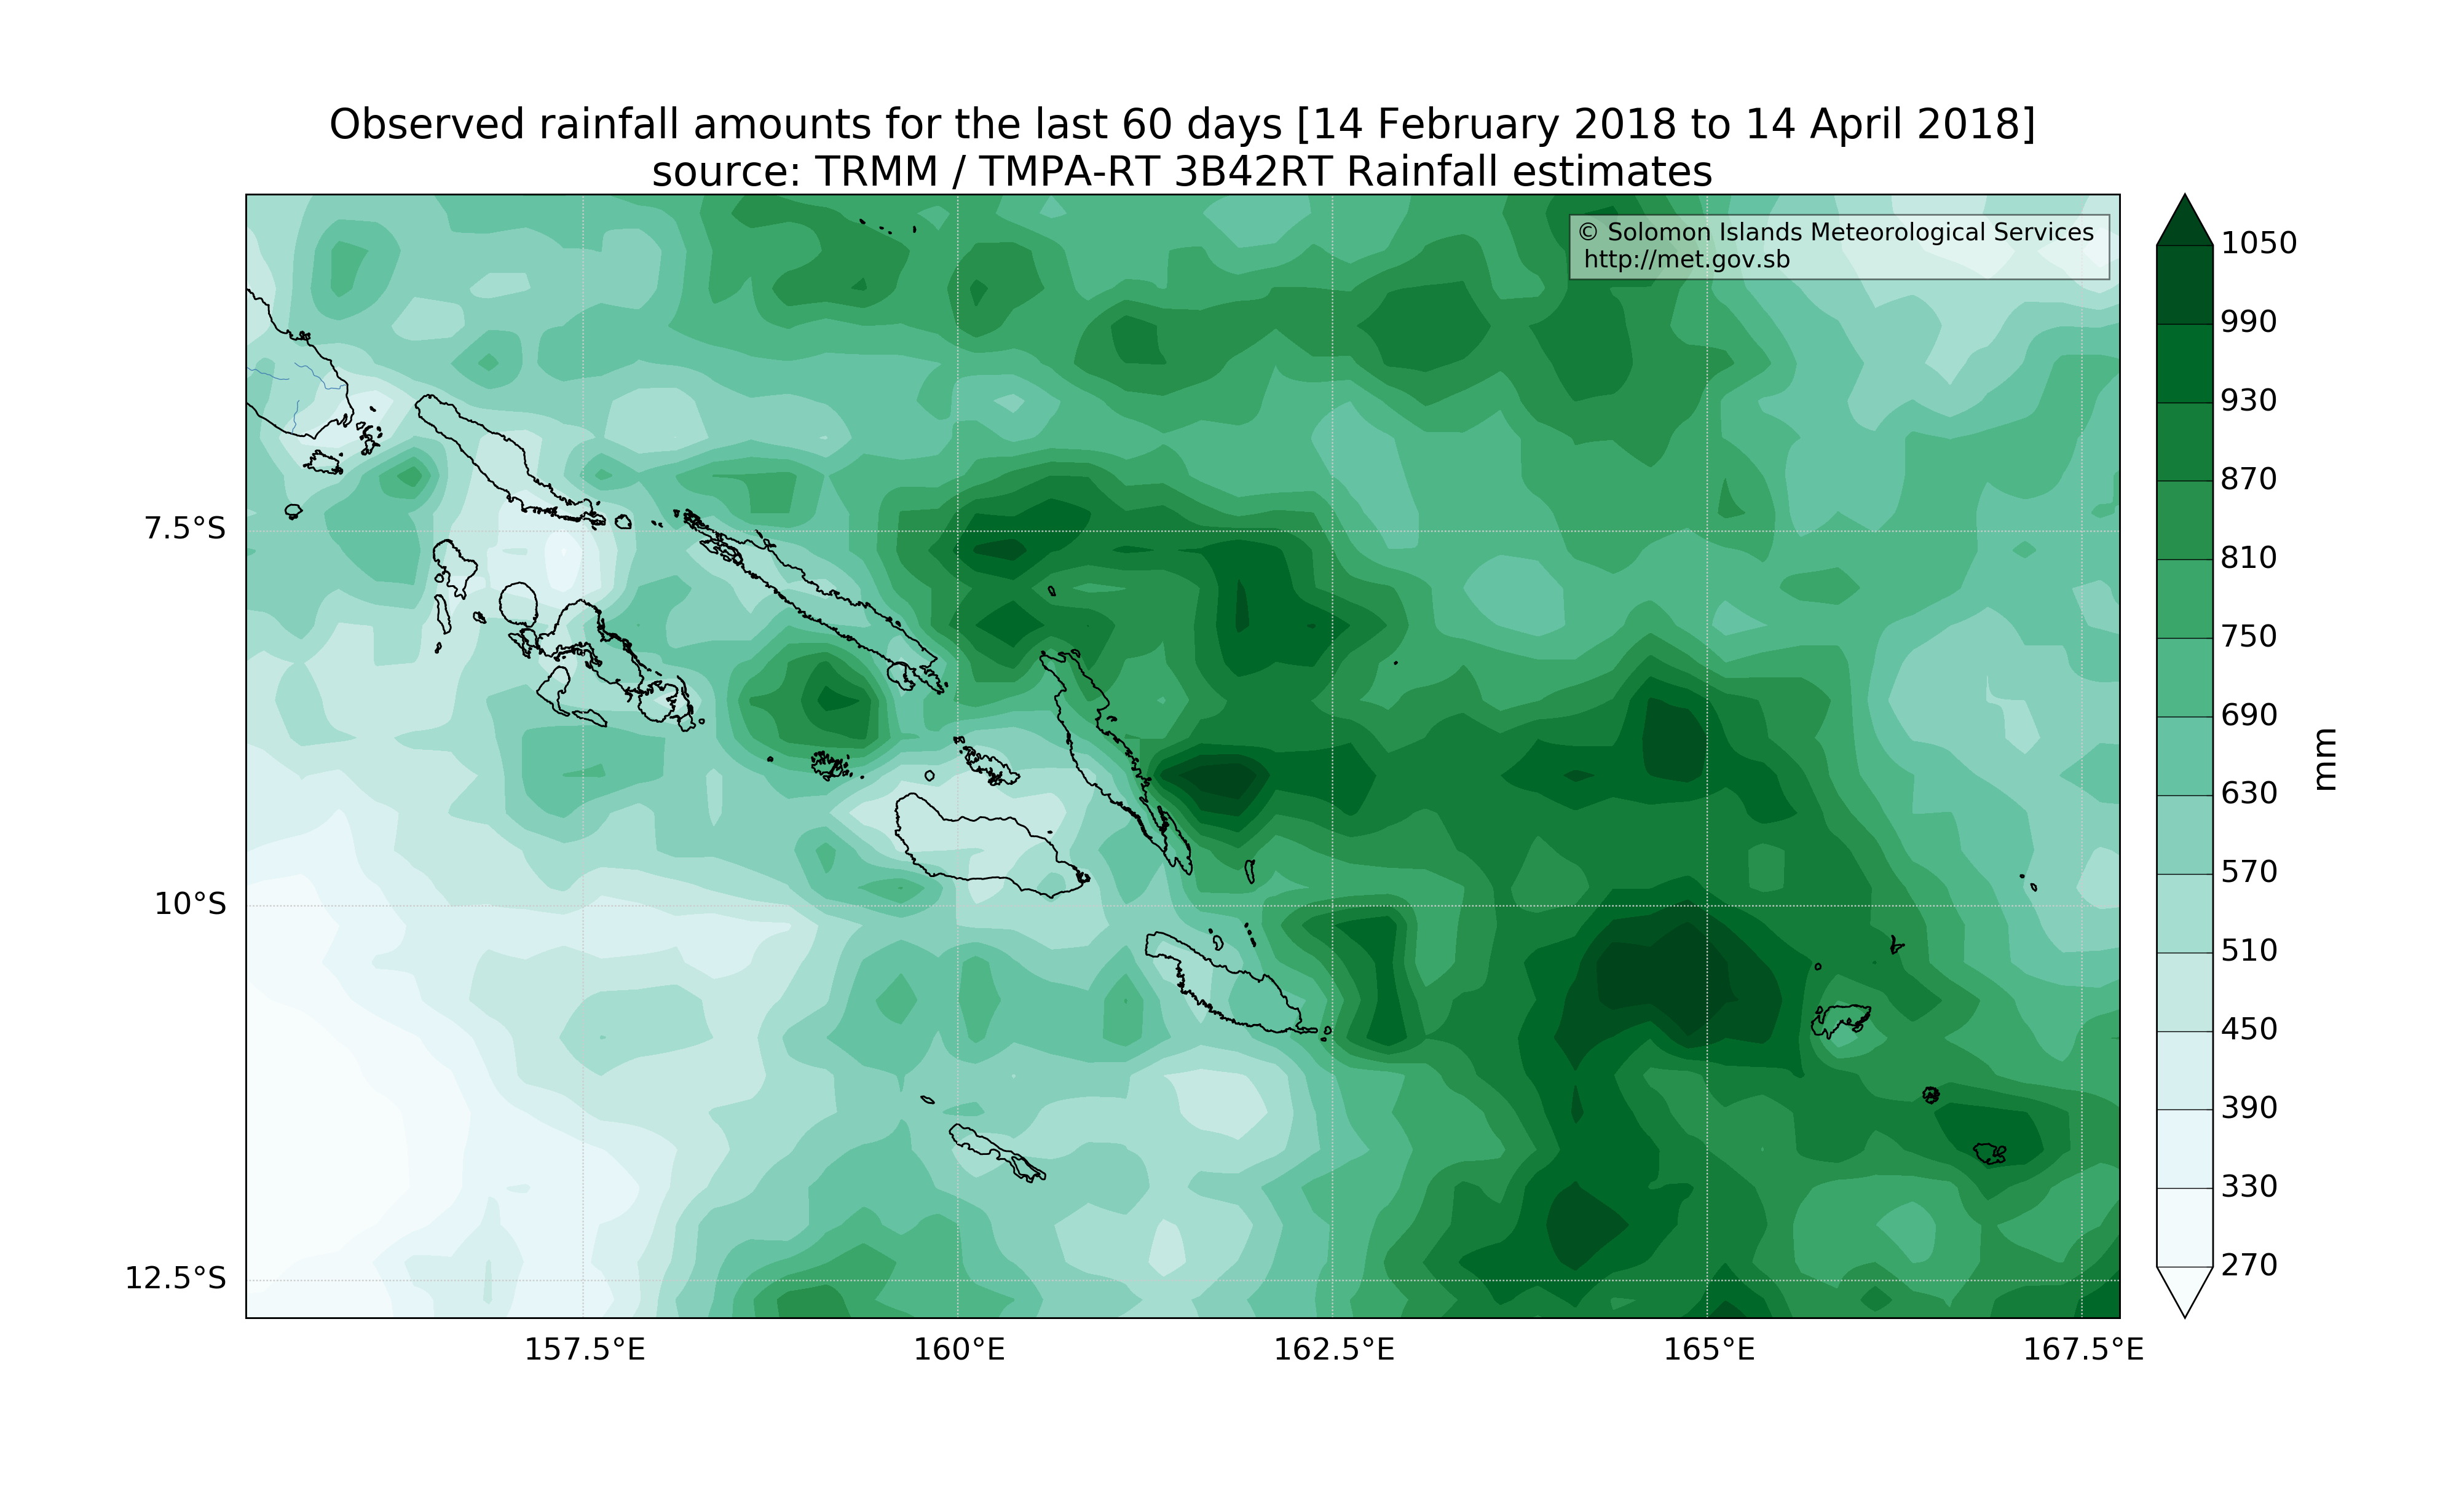 Observed rainfall amounts for the last 60 days [14 February 2018 to 14 April 2018]
source: TRMM / TMPA-RT 3B42RT Rainfall estimates
© Solomon Islands Meteorological Services
http://met.gov.sb
1050
990
930
870
810
750
690
630
570
510
450
390
330
270
mm
7.5°S
10°S
12.5°S
157.5°E
160°E
162.5°E
165°E
167.5°E